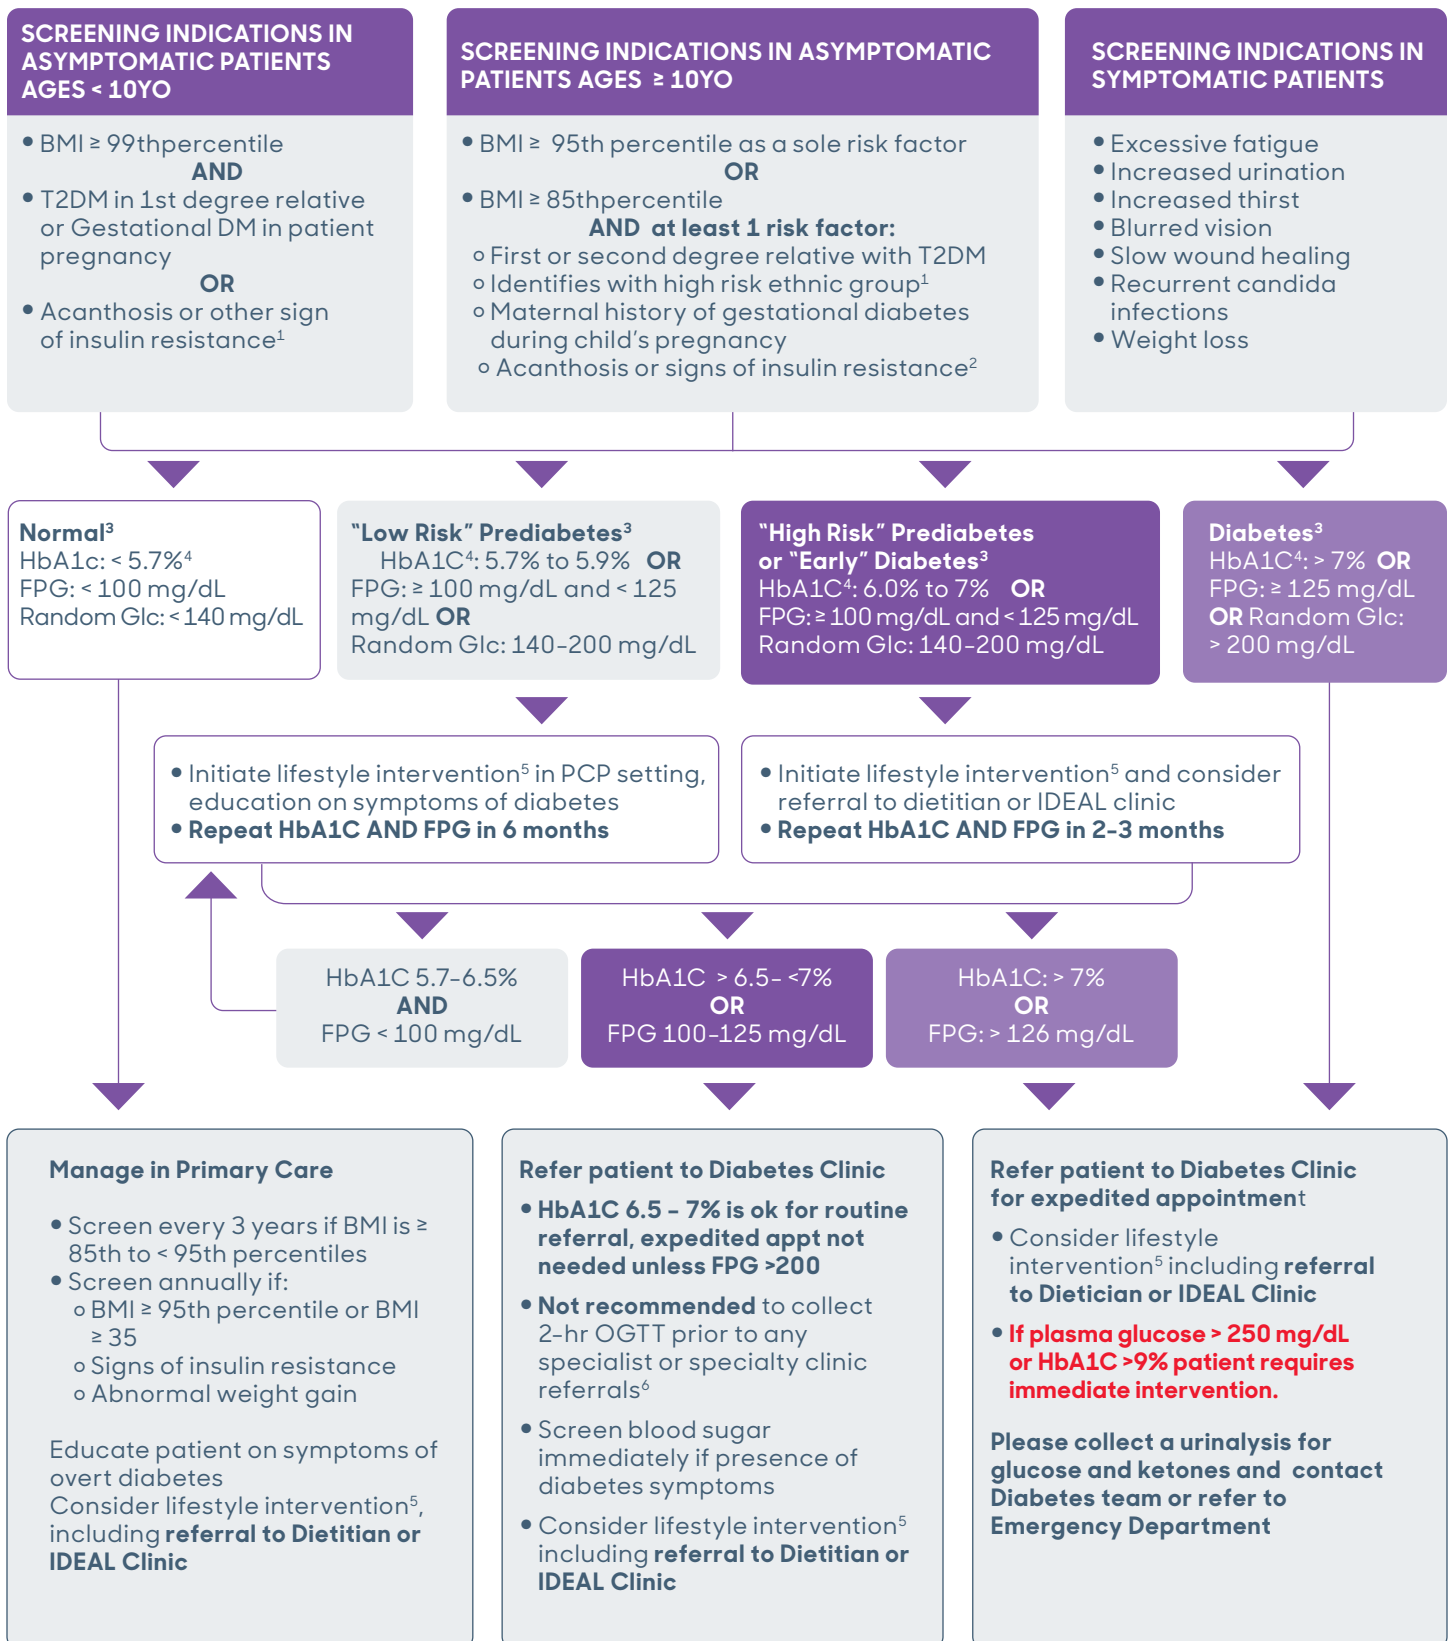 SCREENING INDICATIONS IN
ASYMPTOMATIC PATIENTS
AGES < 10YO
• BMI ≥ 99thpercentile
AND
• T2DM in 1st degree relative
or Gestational DM in patient
pregnancy
OR
• Acanthosis or other sign
of insulin resistance¹
SCREENING INDICATIONS IN ASYMPTOMATIC
PATIENTS AGES ≥ 10YO
• BMI ≥ 95th percentile as a sole risk factor
OR
• BMI ≥ 85thpercentile
AND at least 1 risk factor:
o First or second degree relative with T2DM
o Identifies with high risk ethnic group¹
o Maternal history of gestational diabetes
during child's pregnancy
o Acanthosis or signs of insulin resistance²
SCREENING INDICATIONS IN
SYMPTOMATIC PATIENTS
• Excessive fatigue
• Increased urination
• Increased thirst
• Blurred vision
• Slow wound healing
• Recurrent candida
infections
• Weight loss
Normal³
HbA1c: < 5.7%⁴
FPG: < 100 mg/dL
Random Glc: < 140 mg/dL
"Low Risk" Prediabetes³
HbA1C⁴: 5.7% to 5.9% OR
FPG: ≥ 100 mg/dL and < 125
mg/dL OR
Random Glc: 140-200 mg/dL
"High Risk" Prediabetes
or "Early" Diabetes³
HbA1C⁴: 6.0% to 7% OR
FPG: ≥ 100 mg/dL and < 125 mg/dL
Random Glc: 140-200 mg/dL
Diabetes³
HbA1C⁴: > 7% OR
FPG: ≥ 125 mg/dL
OR Random Glc:
> 200 mg/dL
• Initiate lifestyle intervention⁵ in PCP setting,
education on symptoms of diabetes
• Repeat HbA1C AND FPG in 6 months
• Initiate lifestyle intervention⁵ and consider
referral to dietitian or IDEAL clinic
• Repeat HbA1C AND FPG in 2-3 months
HbA1C 5.7-6.5%
AND
FPG < 100 mg/dL
HbA1C > 6.5- <7%
OR
FPG 100-125 mg/dL
HbA1C: > 7%
OR
FPG: > 126 mg/dL
Manage in Primary Care
• Screen every 3 years if BMI is ≥
85th to < 95th percentiles
• Screen annually if:
o BMI ≥ 95th percentile or BMI
≥ 35
o Signs of insulin resistance
o Abnormal weight gain
Educate patient on symptoms of
overt diabetes
Consider lifestyle intervention⁵,
including referral to Dietitian or
IDEAL Clinic
Refer patient to Diabetes Clinic
• HbA1C 6.5 – 7% is ok for routine
referral, expedited appt not
needed unless FPG >200
• Not recommended to collect
2-hr OGTT prior to any
specialist or specialty clinic
referrals⁶
• Screen blood sugar
immediately if presence of
diabetes symptoms
• Consider lifestyle intervention⁵
including referral to Dietitian or
IDEAL Clinic
Refer patient to Diabetes Clinic
for expedited appointment
• Consider lifestyle
intervention⁵ including referral
to Dietician or IDEAL Clinic
• If plasma glucose > 250 mg/dL
or HbA1C >9% patient requires
immediate intervention.
Please collect a urinalysis for
glucose and ketones and contact
Diabetes team or refer to
Emergency Department